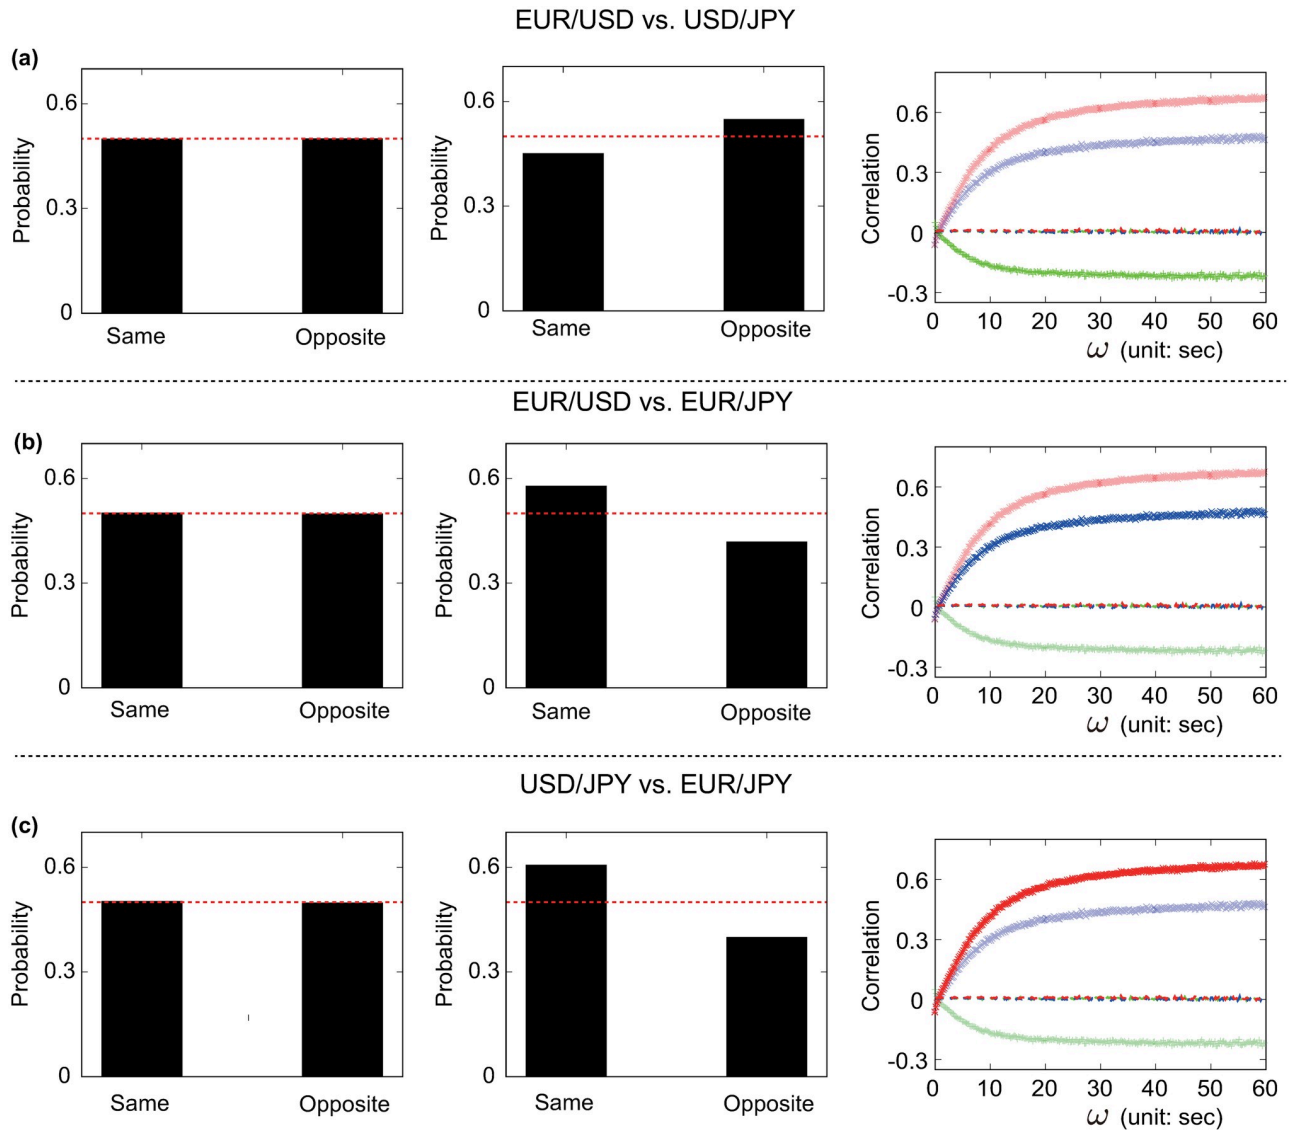 EUR/USD vs. USD/JPY
(a)
Probability
0.6
0.3
0
Same
Opposite
Probability
0.6
0.3
0
Same
Opposite
Correlation
0.6
0.3
0
-0.3
0 10 20 30 40 50 60
ω (unit: sec)
EUR/USD vs. EUR/JPY
(b)
Probability
0.6
0.3
0
Same
Opposite
Probability
0.6
0.3
0
Same
Opposite
Correlation
0.6
0.3
0
-0.3
0 10 20 30 40 50 60
ω (unit: sec)
USD/JPY vs. EUR/JPY
(c)
Probability
0.6
0.3
0
Same
Opposite
Probability
0.6
0.3
0
Same
Opposite
Correlation
0.6
0.3
0
-0.3
0 10 20 30 40 50 60
ω (unit: sec)